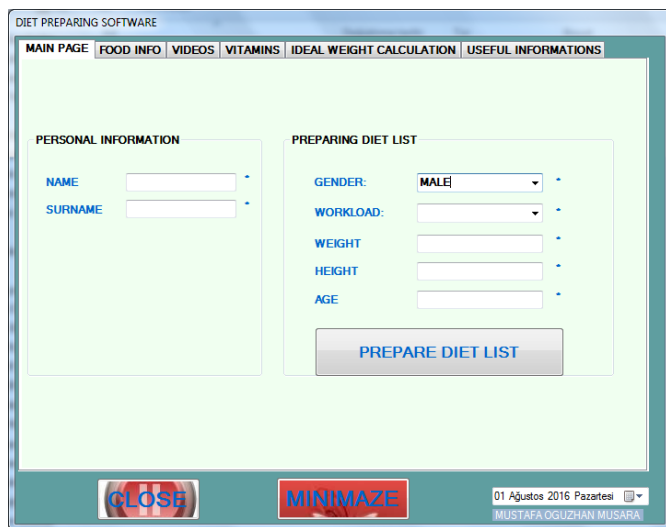 DIET PREPARING SOFTWARE
MAIN PAGE FOOD INFO VIDEOS VITAMINS IDEAL WEIGHT CALCULATION USEFUL INFORMATIONS
PERSONAL INFORMATION
NAME *
SURNAME *
PREPARING DIET LIST
GENDER: MALE *
WORKLOAD: *
WEIGHT *
HEIGHT *
AGE *
PREPARE DIET LIST
CLOSE
MINIMAZE
01 Ağustos 2016 Pazartesi
MUSTAFA OGUZHAN MUSARA